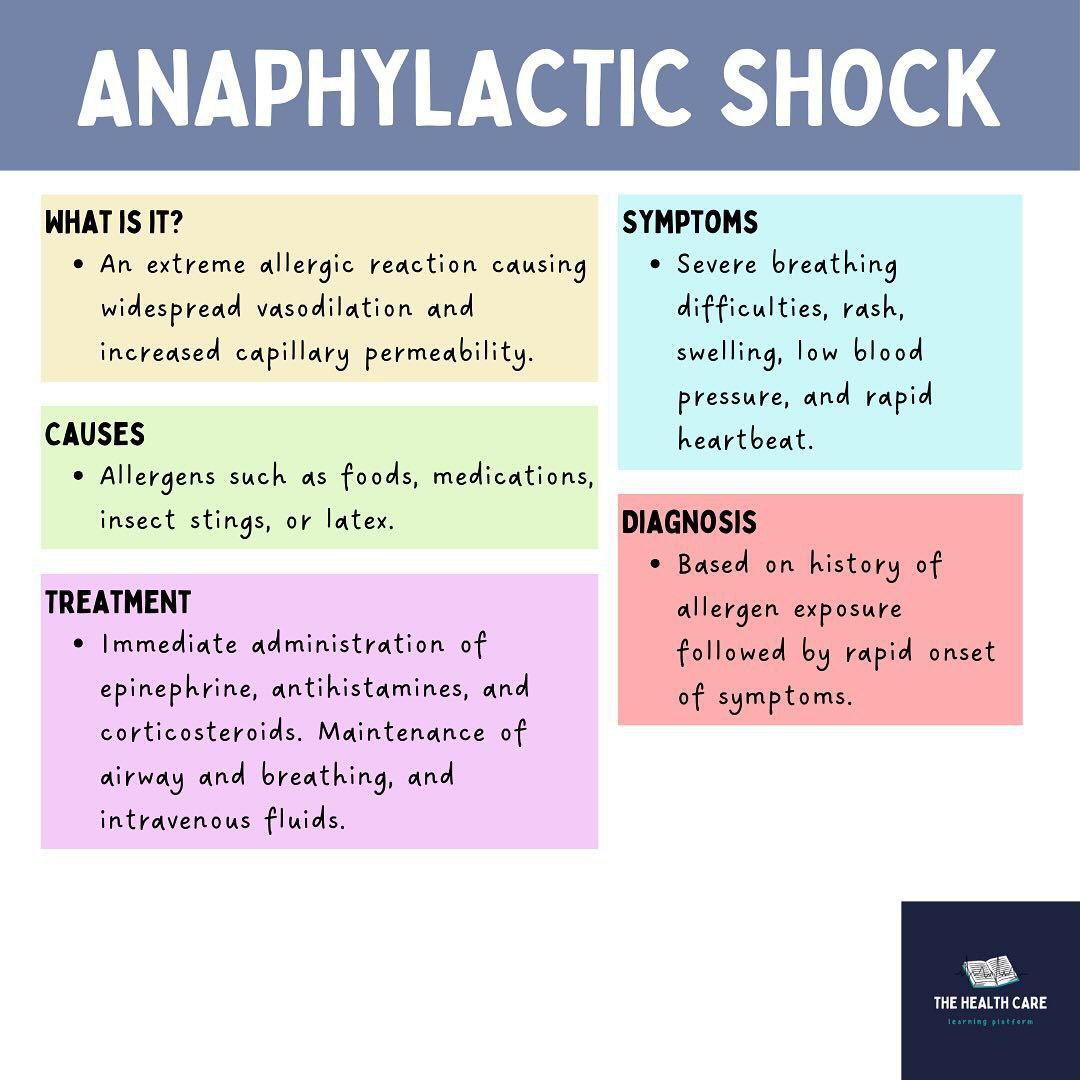 ANAPHYLACTIC SHOCK
WHAT IS IT?
• An extreme allergic reaction causing
widespread vasodilation and
increased capillary permeability.
CAUSES
• Allergens such as foods, medications,
insect stings, or latex.
TREATMENT
• Immediate administration of
epinephrine, antihistamines, and
corticosteroids. Maintenance of
airway and breathing, and
intravenous fluids.
SYMPTOMS
• Severe breathing
difficulties, rash,
swelling, low blood
pressure, and rapid
heartbeat.
DIAGNOSIS
• Based on history of
allergen exposure
followed by rapid onset
of symptoms.
THE HEALTH CARE
learning platform